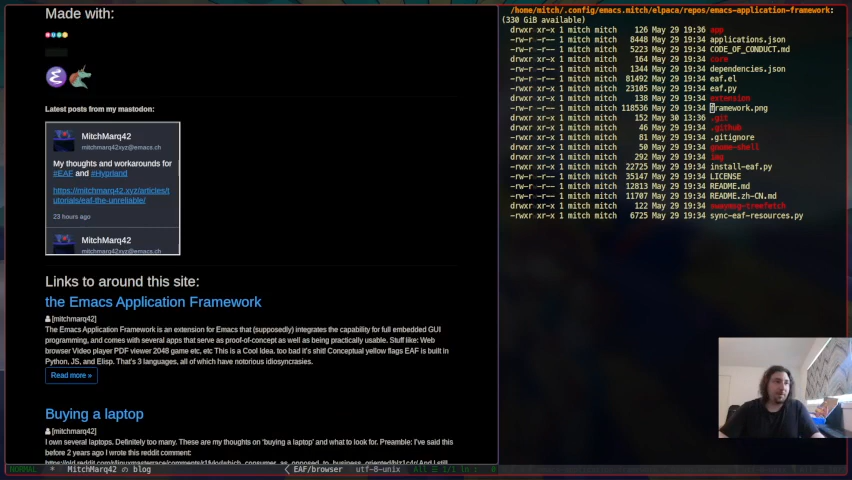 Made with:
Latest posts from my mastodon:
MitchMarq42
mitchmarq42xyz@emacs.ch
My thoughts and workarounds for
#EAF and #Hyprland
https://mitchmarq42.xyz/articles/t
utorials/eaf-the-unreliable/
23 hours ago
MitchMarq42
mitchmarq42xyz@emacs.ch
Links to around this site:
the Emacs Application Framework
[mitchmarq42]
The Emacs Application Framework is an extension for Emacs that (supposedly) integrates the capability for full embedded GUI
programming, and comes with several apps that serve as proof-of-concept as well as being practically usable. Stuff like: Web
browser Video player PDF viewer 2048 game etc, etc This is a Cool Idea. too bad it's shit! Conceptual yellow flags EAF is built in
Python, JS, and Elisp. That's 3 languages, all of which have notorious idiosyncrasies.
Read more »
Buying a laptop
[mitchmarq42]
I own several laptops. Definitely too many. These are my thoughts on 'buying a laptop' and what to look for. Preamble: I've said this
before 2 years ago I wrote this reddit comment:
NORMAL * MitchMarq42 の blog EAF/browser utf-8-unix All 1/1
/home/mitch/.config/emacs.mitch/elpaca/repos/emacs-application-framework:
(330 GiB available)
drwxr-xr-x 1 mitch mitch 126 May 29 19:36 app
-rw-r--r-- 1 mitch mitch 8448 May 29 19:34 applications.json
-rw-r--r-- 1 mitch mitch 5223 May 29 19:34 CODE_OF_CONDUCT.md
drwxr-xr-x 1 mitch mitch 164 May 29 19:34 core
-rw-r--r-- 1 mitch mitch 1344 May 29 19:34 dependencies.json
-rw-r--r-- 1 mitch mitch 81492 May 29 19:34 eaf.el
-rw-r--r-- 1 mitch mitch 23105 May 29 19:34 eaf.py
drwxr-xr-x 1 mitch mitch 138 May 29 19:34 extension
-rw-r--r-- 1 mitch mitch 118536 May 29 19:34 framework.png
drwxr-xr-x 1 mitch mitch 152 May 30 13:36 .git
drwxr-xr-x 1 mitch mitch 46 May 29 19:34 .github
-rw-r--r-- 1 mitch mitch 81 May 29 19:34 .gitignore
drwxr-xr-x 1 mitch mitch 50 May 29 19:34 gnome-shell
drwxr-xr-x 1 mitch mitch 292 May 29 19:34 img
-rwxr-xr-x 1 mitch mitch 22725 May 29 19:34 install-eaf.py
-rw-r--r-- 1 mitch mitch 35147 May 29 19:34 LICENSE
-rw-r--r-- 1 mitch mitch 12813 May 29 19:34 README.md
-rw-r--r-- 1 mitch mitch 11707 May 29 19:34 README.zh-CN.md
drwxr-xr-x 1 mitch mitch 122 May 29 19:34 swaymsg-treefetch
-rwxr-xr-x 1 mitch mitch 6725 May 29 19:34 sync-eaf-resources.py